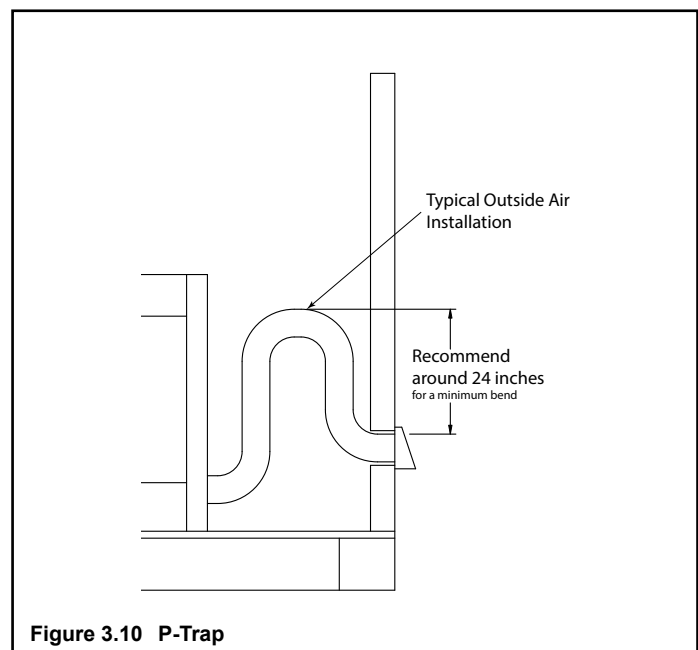 Typical Outside Air
Installation
Recommend
around 24 inches
for a minimum bend
Figure 3.10 P-Trap